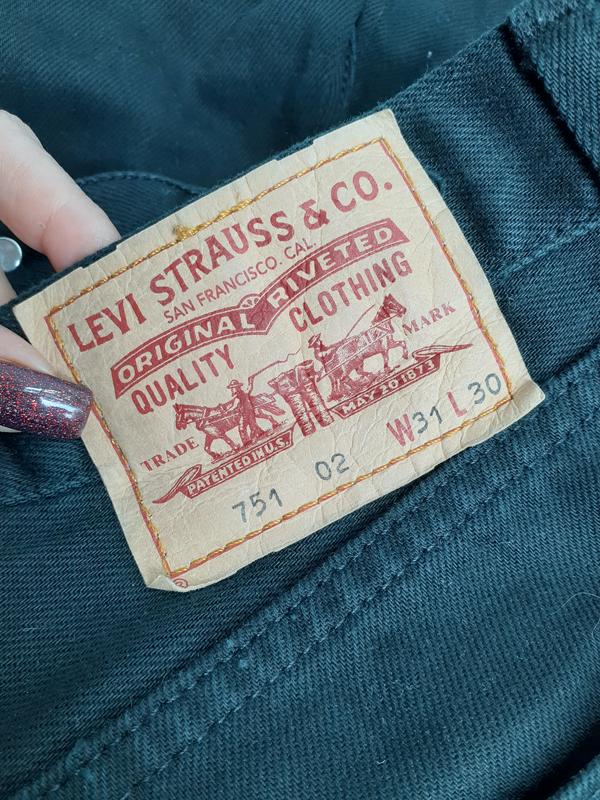 LEVI STRAUSS & CO.
SAN FRANCISCO. CAL.
ORIGINAL RIVETED
QUALITY CLOTHING
TRADE MARK
PATENTED IN U.S. MAY 20 1873
751 02 W31 L 30
®